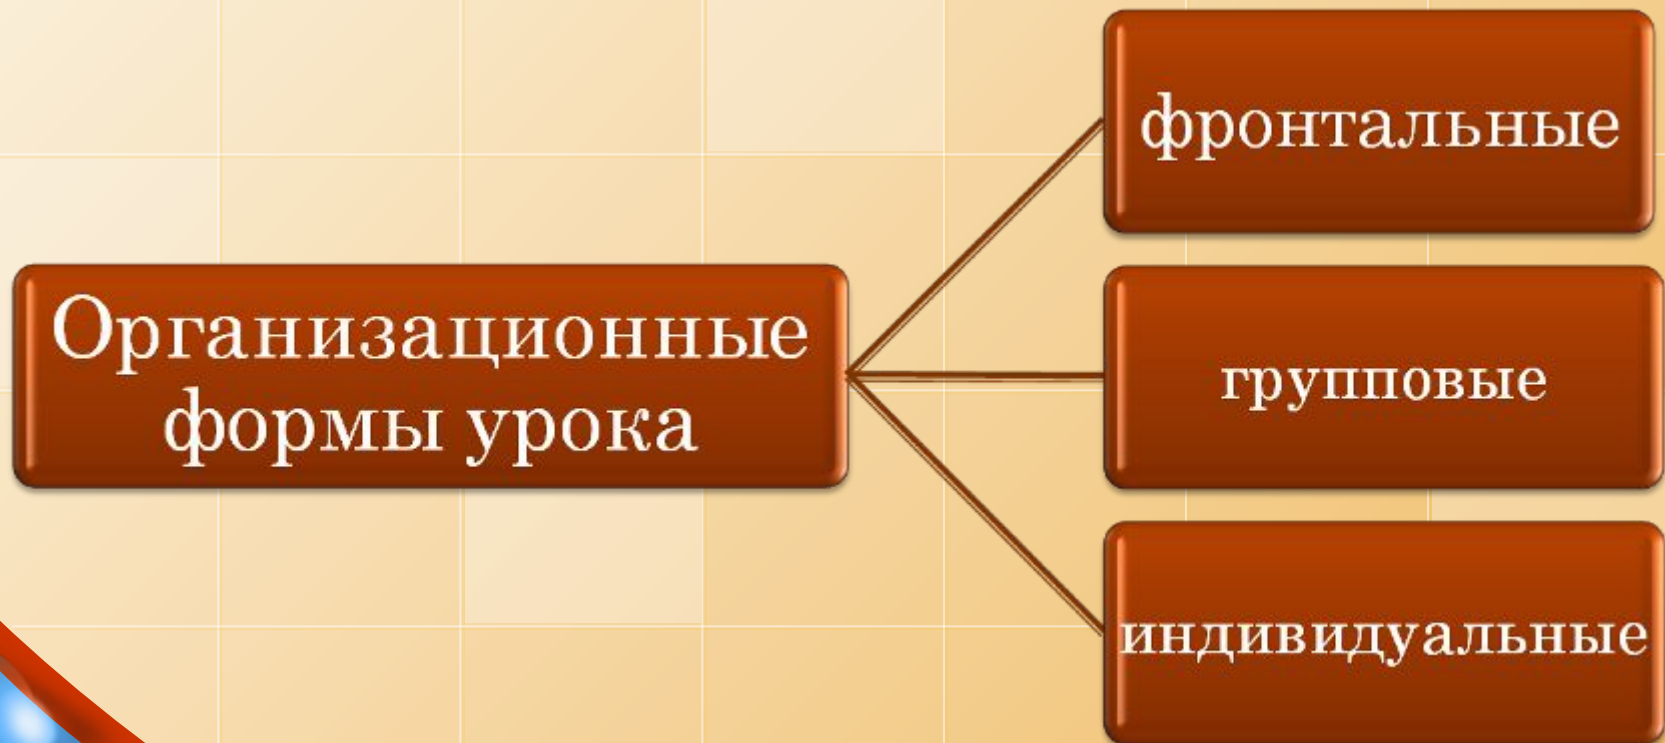 Организационные
формы урока
фронтальные
групповые
индивидуальные